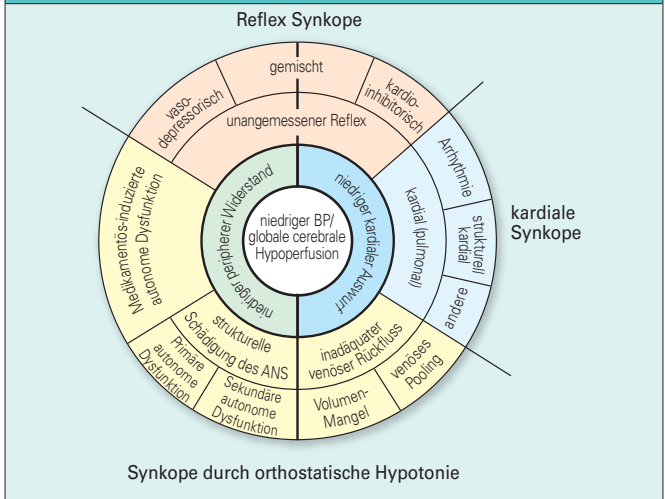 Reflex Synkope
gemischt
vaso-
depressorisch
kardio-
inhibitorisch
unangemessener Reflex
Arrhythmie
strukturell
kardial
andere
kardial (pulmonal)
kardiale
Synkope
niedriger peripherer Widerstand
niedriger kardialer Auswurf
niedriger BP/
globale cerebrale
Hypoperfusion
Medikamentös-induzierte
autonome Dysfunktion
strukturelle
Schädigung des ANS
inadäquater
venöser Rückfluss
Primäre
autonome
Dysfunktion
Sekundäre
autonome
Dysfunktion
Volumen-
Mangel
venöses
Pooling
Synkope durch orthostatische Hypotonie